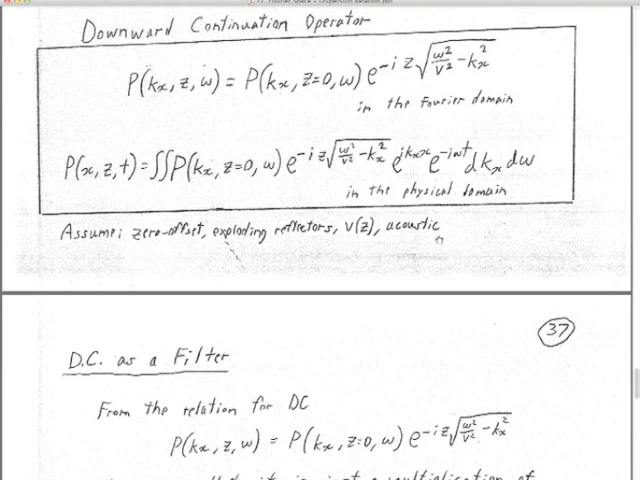 Downward Continuation Operator
P(kx, z, ω) = P(kx, z=0, ω) e^{-i z √(ω²/V² - kx²)}
in the Fourier domain
P(x, z, t) = ∫∫P(kx, z=0, ω) e^{-i z √(ω²/V² - kx²)} e^{ikxx} e^{-iωt} dkx dω
in the physical domain
Assume: zero-offset, exploding reflectors, V(z), acoustic
37
D.C. as a Filter
From the relation for DC
P(kx, z, ω) = P(kx, z=0, ω) e^{-i z √(ω²/V² - kx²)}